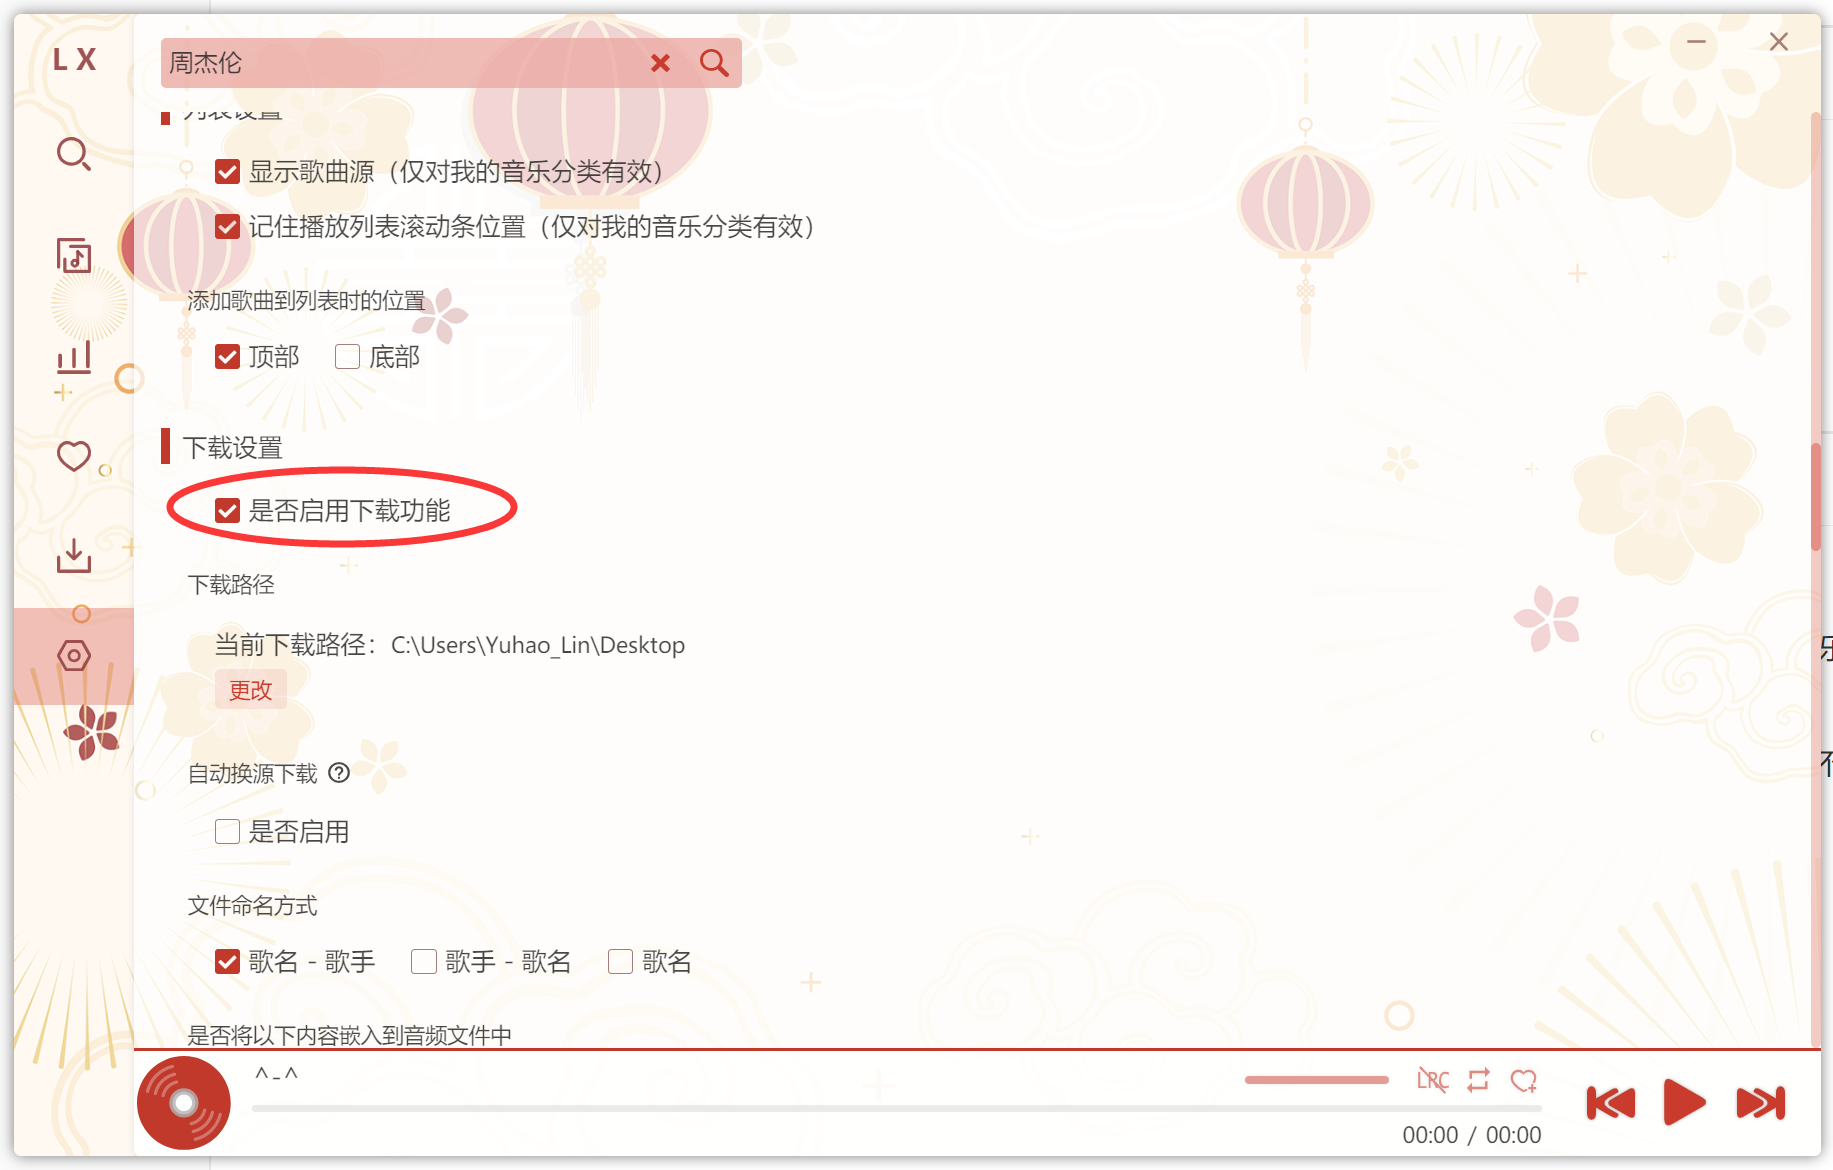 LX
周杰伦
列表设置
显示歌曲源（仅对我的音乐分类有效）
记住播放列表滚动条位置（仅对我的音乐分类有效）
添加歌曲到列表时的位置
顶部 底部
下载设置
是否启用下载功能
下载路径
当前下载路径：C:\Users\Yuhao_Lin\Desktop
更改
自动换源下载 ?
是否启用
文件命名方式
歌名 - 歌手 歌手 - 歌名 歌名
是否将以下内容嵌入到音频文件中
^-^
LRC
00:00 / 00:00